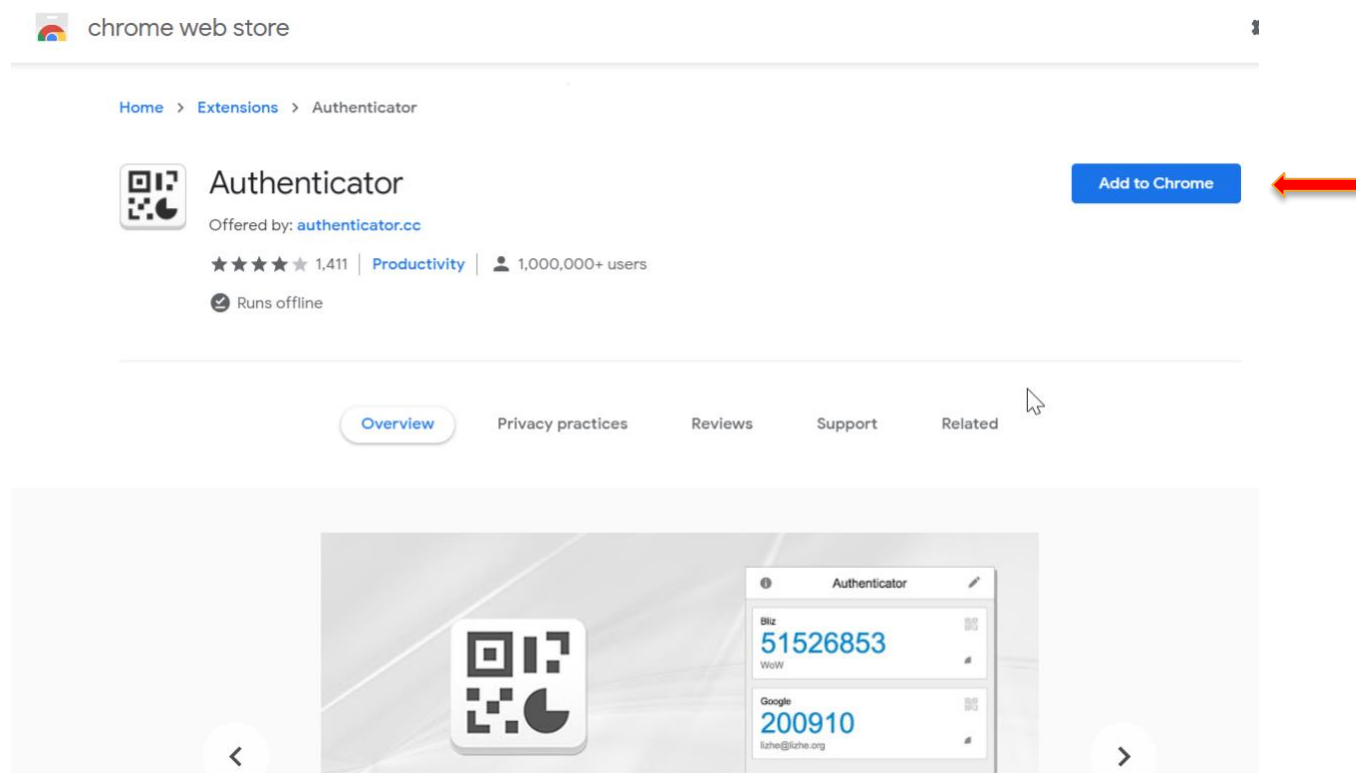 chrome web store
Home > Extensions > Authenticator
Authenticator
Add to Chrome
Offered by: authenticator.cc
1,411 | Productivity | 1,000,000+ users
Runs offline
Overview Privacy practices Reviews Support Related
Authenticator
Bliz
51526853
WoW
Google
200910
lizhe@lizhe.org